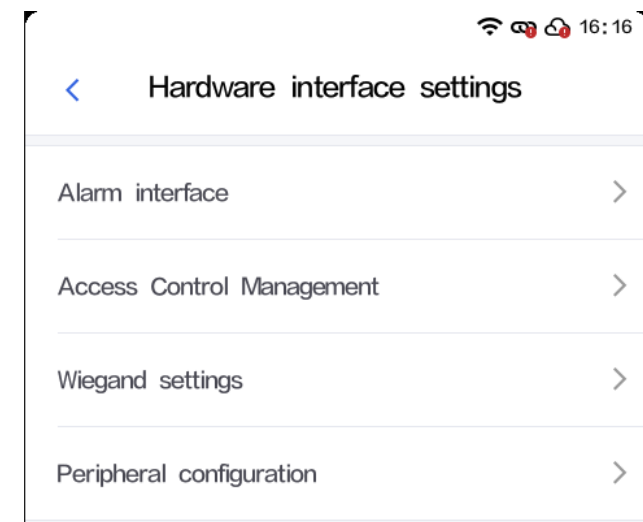 16:16
Hardware interface settings
Alarm interface
Access Control Management
Wiegand settings
Peripheral configuration